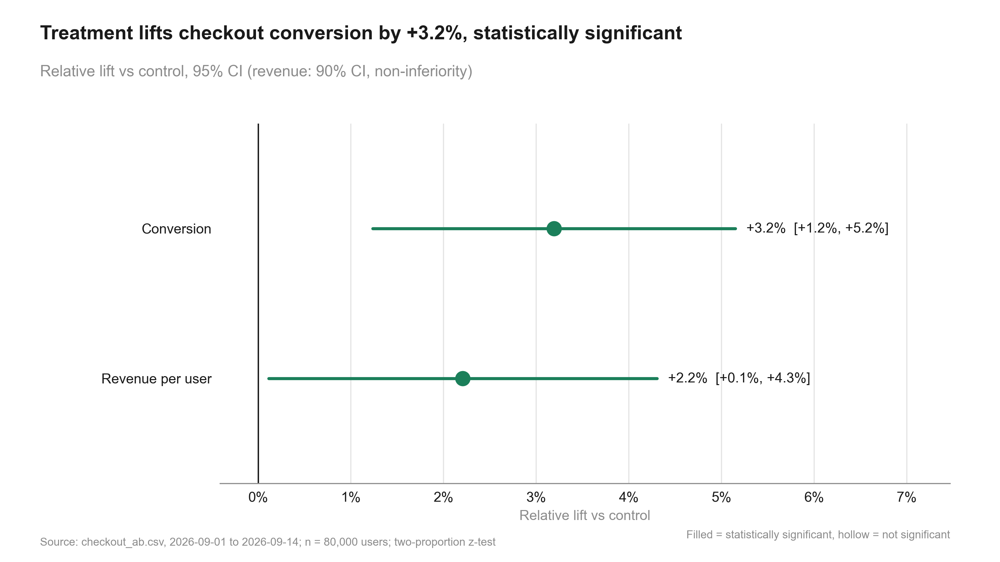 Treatment lifts checkout conversion by +3.2%, statistically significant
Relative lift vs control, 95% CI (revenue: 90% CI, non-inferiority)
Conversion
+3.2%  [+1.2%, +5.2%]
Revenue per user
+2.2%  [+0.1%, +4.3%]
0% 1% 2% 3% 4% 5% 6% 7%
Relative lift vs control
Filled = statistically significant, hollow = not significant
Source: checkout_ab.csv, 2026-09-01 to 2026-09-14; n = 80,000 users; two-proportion z-test